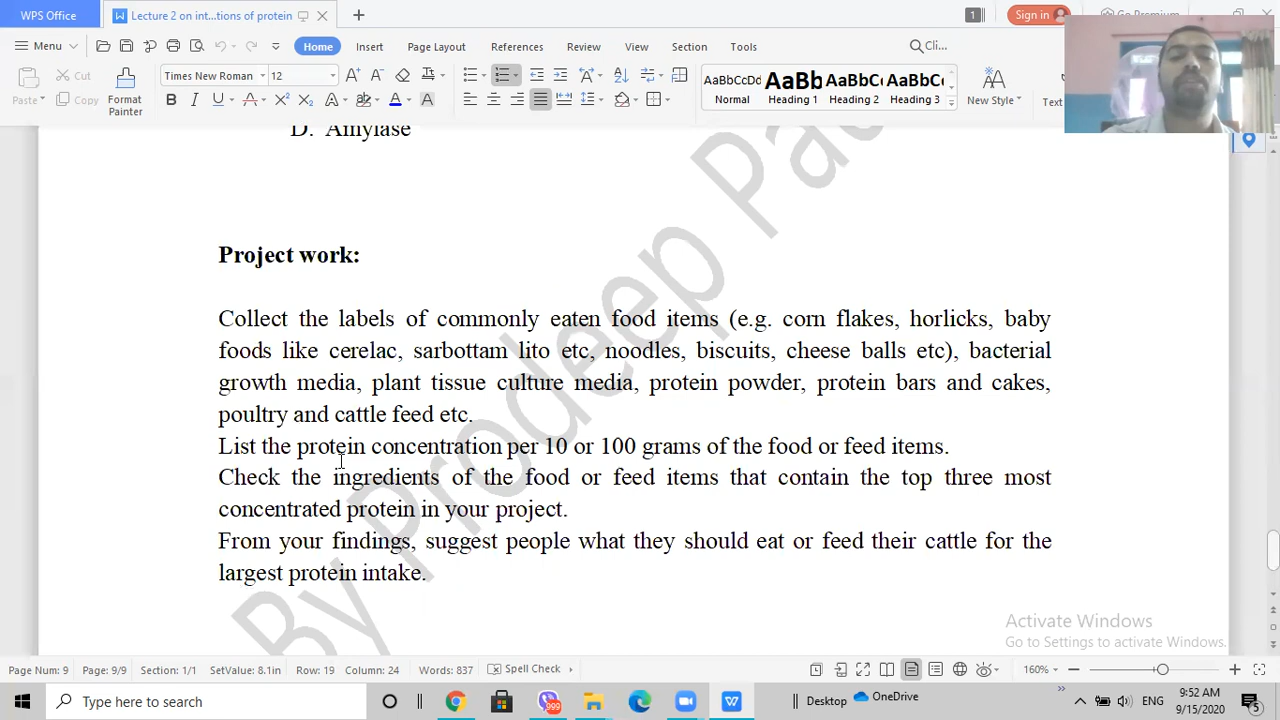 WPS Office
Lecture 2 on int...tions of protein
1
Sign in
Go Premium
Menu
Home
Insert
Page Layout
References
Review
View
Section
Tools
Cli...
Paste
Cut
Copy
Format
Painter
Times New Roman
12
AaBbCcDd
Normal
AaBb
Heading 1
AaBbC
Heading 2
AaBbC
Heading 3
New Style
Text
D. Amylase
Project work:
Collect the labels of commonly eaten food items (e.g. corn flakes, horlicks, baby
foods like cerelac, sarbottam lito etc, noodles, biscuits, cheese balls etc), bacterial
growth media, plant tissue culture media, protein powder, protein bars and cakes,
poultry and cattle feed etc.
List the protein concentration per 10 or 100 grams of the food or feed items.
Check the ingredients of the food or feed items that contain the top three most
concentrated protein in your project.
From your findings, suggest people what they should eat or feed their cattle for the
largest protein intake.
By Prodeep Pau
Activate Windows
Go to Settings to activate Windows.
Page Num: 9
Page: 9/9
Section: 1/1
SetValue: 8.1in
Row: 19
Column: 24
Words: 837
Spell Check
160%
Type here to search
999
Desktop
OneDrive
ENG
9:52 AM
9/15/2020
5